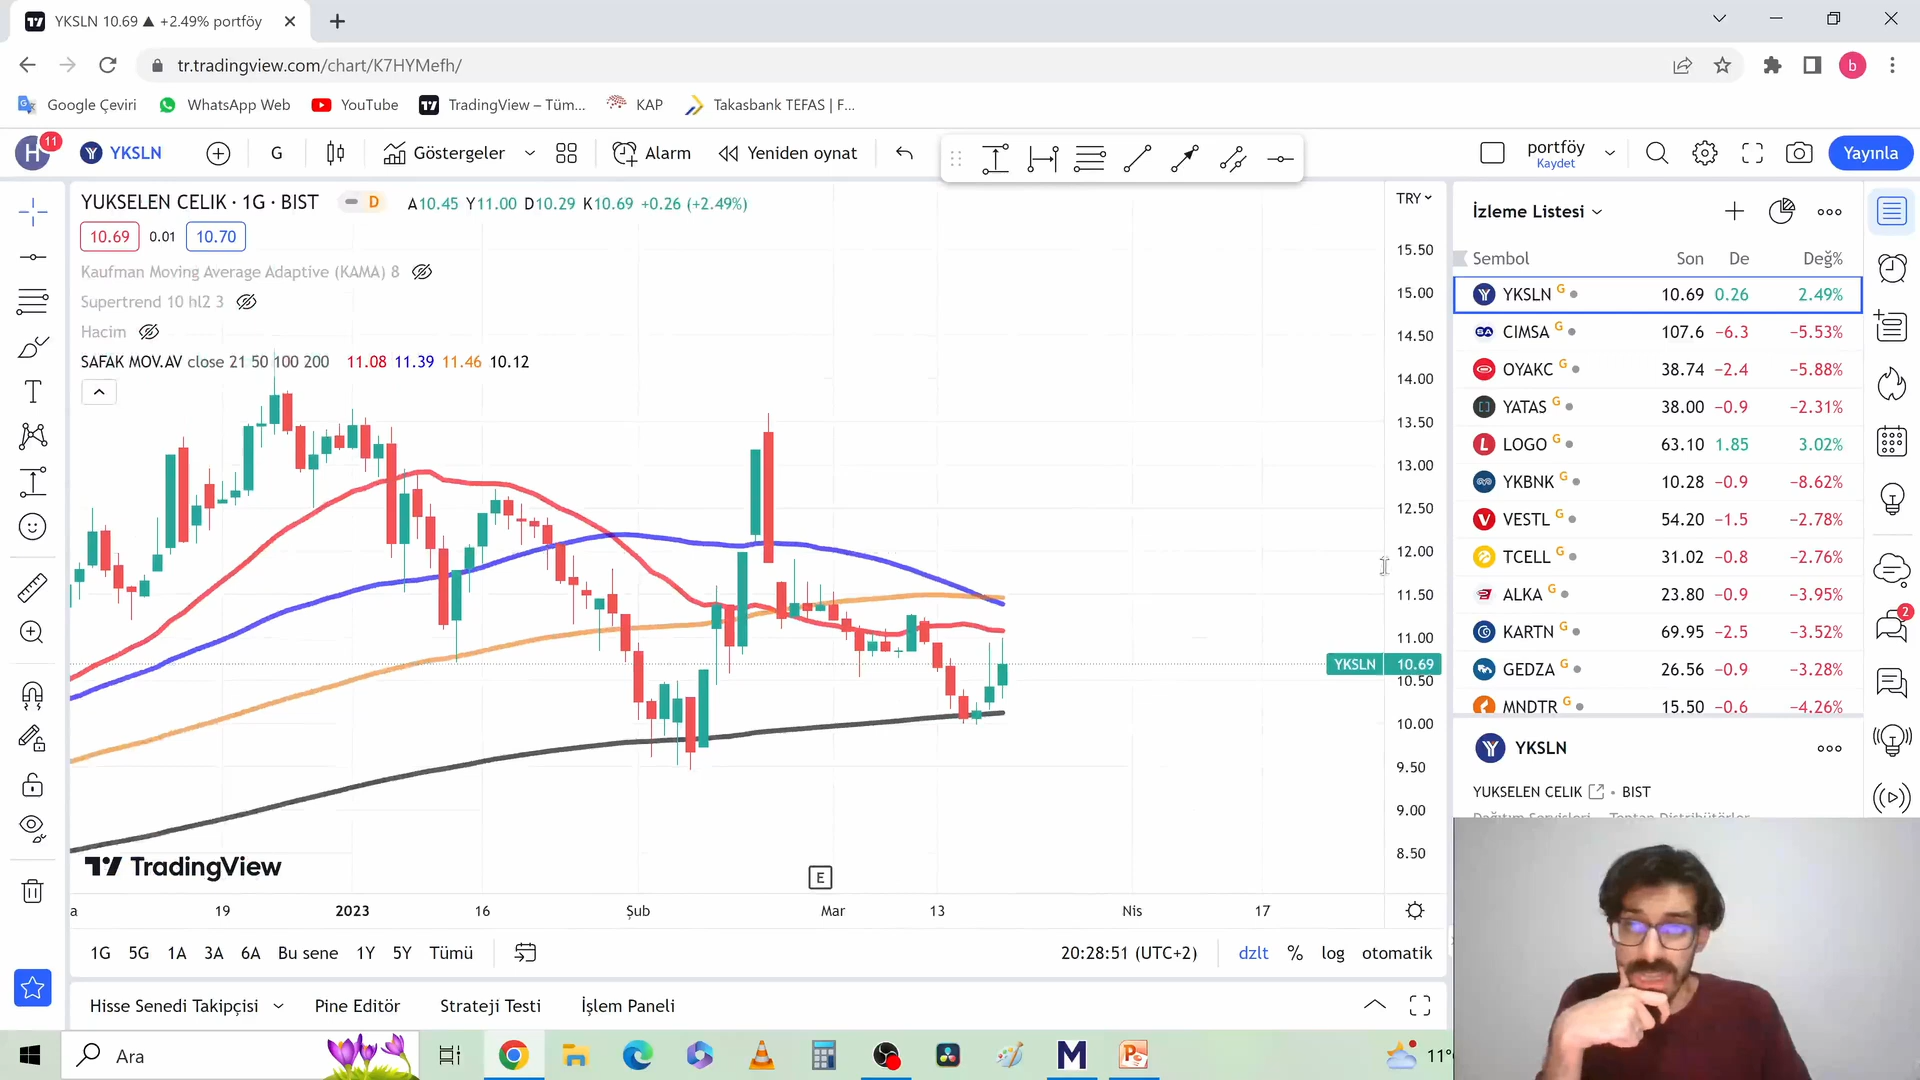 YKSLN 10.69 ▲ +2.49% portföy
tr.tradingview.com/chart/K7HYMefh/
b
Google Çeviri
WhatsApp Web
YouTube
TradingView – Tüm...
KAP
Takasbank TEFAS | F...
H 11
YKSLN
G
Göstergeler
Alarm
Yeniden oynat
portföy
Kaydet
Yayınla
YUKSELEN CELIK · 1G · BIST
D
A10.45 Y11.00 D10.29 K10.69 +0.26 (+2.49%)
10.69
0.01
10.70
Kaufman Moving Average Adaptive (KAMA) 8
Supertrend 10 hl2 3
Hacim
SAFAK MOV.AV close 21 50 100 200 11.08 11.39 11.46 10.12
TradingView
E
TRY
15.50
15.00
14.50
14.00
13.50
13.00
12.50
12.00
11.50
11.00
YKSLN 10.69
10.50
10.00
9.50
9.00
8.50
a
19
2023
16
Şub
Mar
13
Nis
17
1G 5G 1A 3A 6A Bu sene 1Y 5Y Tümü
20:28:51 (UTC+2)
dzlt % log otomatik
Hisse Senedi Takipçisi
Pine Editör
Strateji Testi
İşlem Paneli
İzleme Listesi
Sembol Son De Değ%
YKSLN G 10.69 0.26 2.49%
CIMSA G 107.6 −6.3 −5.53%
OYAKC G 38.74 −2.4 −5.88%
YATAS G 38.00 −0.9 −2.31%
LOGO G 63.10 1.85 3.02%
YKBNK G 10.28 −0.9 −8.62%
VESTL G 54.20 −1.5 −2.78%
TCELL G 31.02 −0.8 −2.76%
ALKA G 23.80 −0.9 −3.95%
KARTN G 69.95 −2.5 −3.52%
GEDZA G 26.56 −0.9 −3.28%
MNDTR G 15.50 −0.6 −4.26%
YKSLN
YUKSELEN CELIK · BIST
Dağıtım Servisleri Toptan Distribütörler
2
Ara
11°